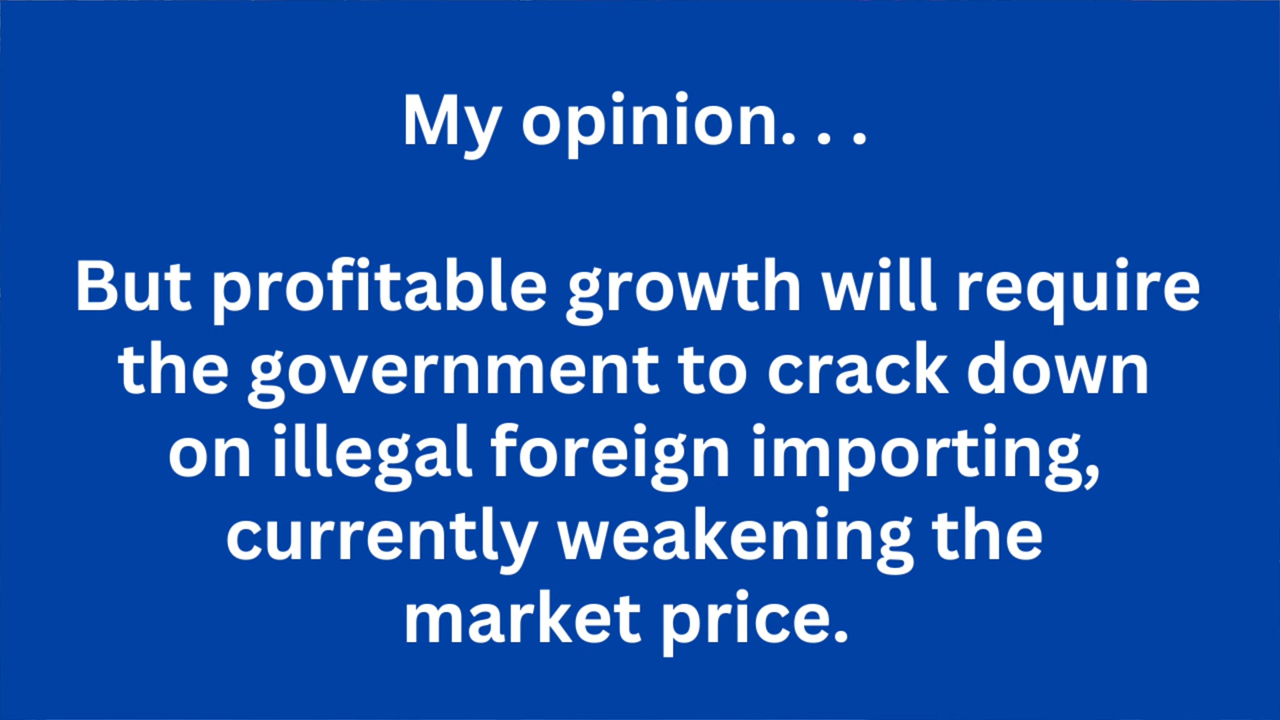 My opinion. . .
But profitable growth will require
the government to crack down
on illegal foreign importing,
currently weakening the
market price.